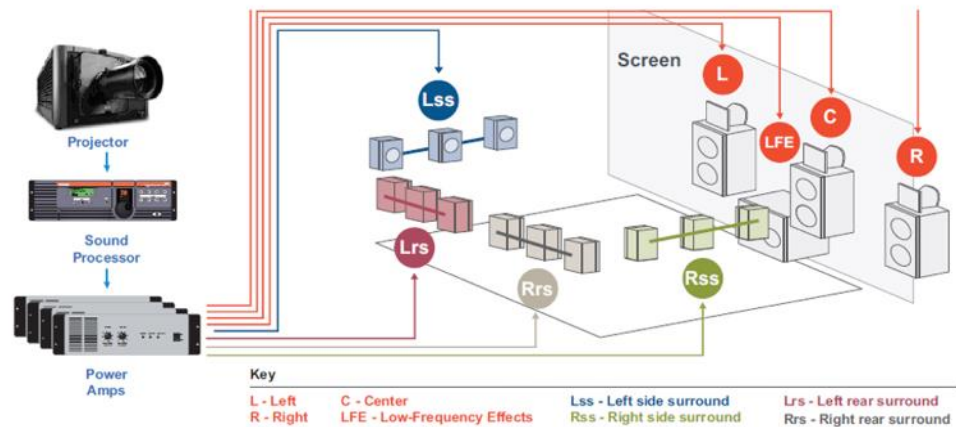 Screen
L
C
R
LFE
Lss
Lrs
Rrs
Rss
Projector
Sound
Processor
Power
Amps
Key
L - Left
C - Center
Lss - Left side surround
Lrs - Left rear surround
R - Right
LFE - Low-Frequency Effects
Rss - Right side surround
Rrs - Right rear surround